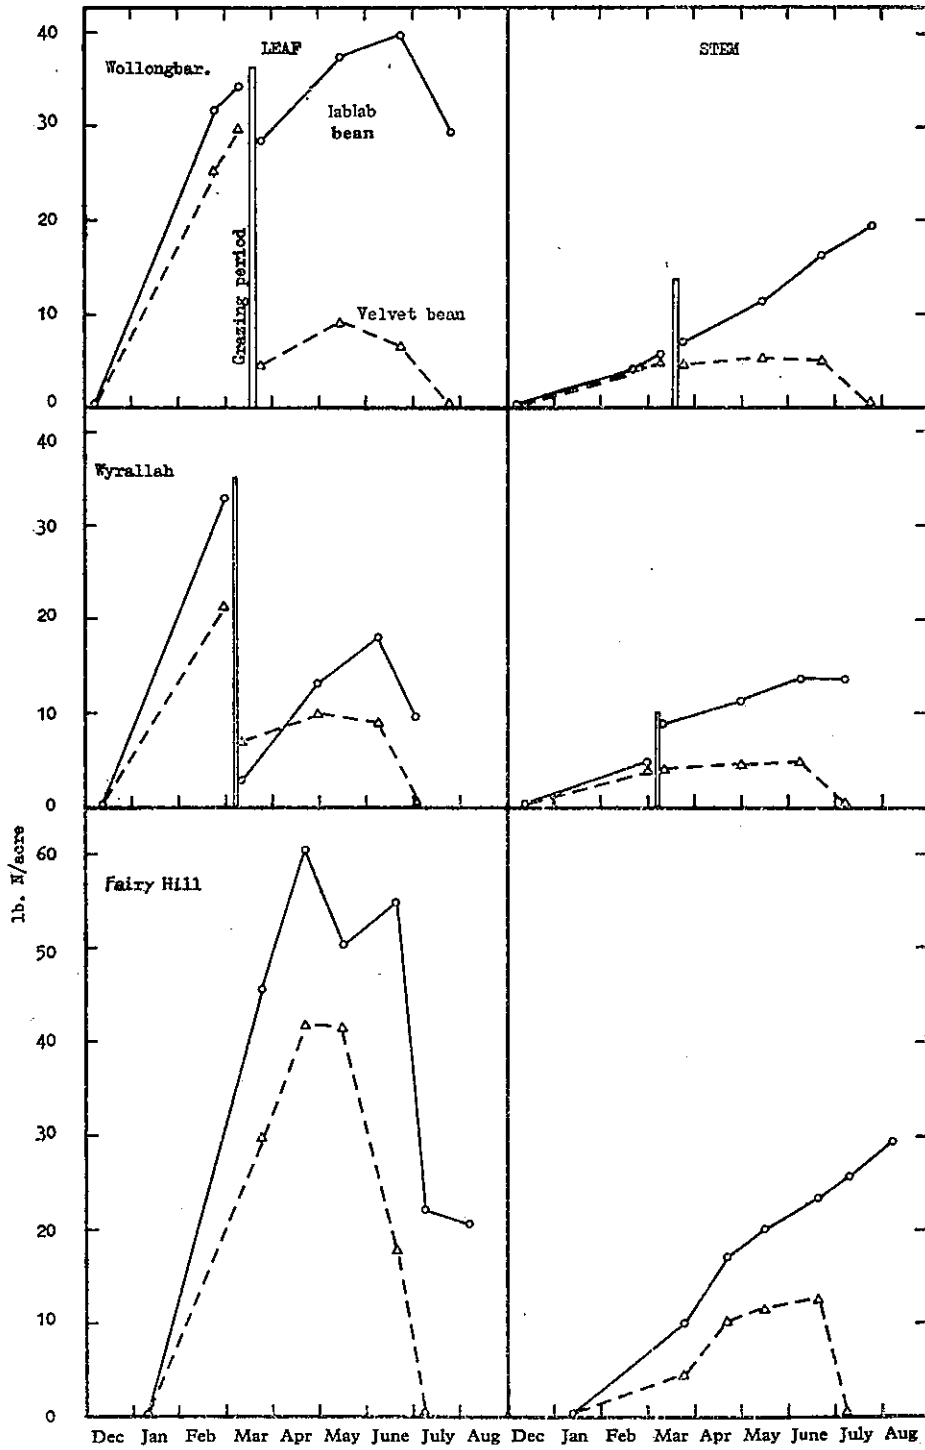 40
30
20
10
0
LEAF
STEM
Wollongbar.
lablab
bean
Grazing period
Velvet bean
40
30
20
10
0
Wyrallah
lb. N/acre
60
50
40
30
20
10
0
Fairy Hill
Dec Jan Feb Mar Apr May June July Aug Dec Jan Feb Mar Apr May June July Aug